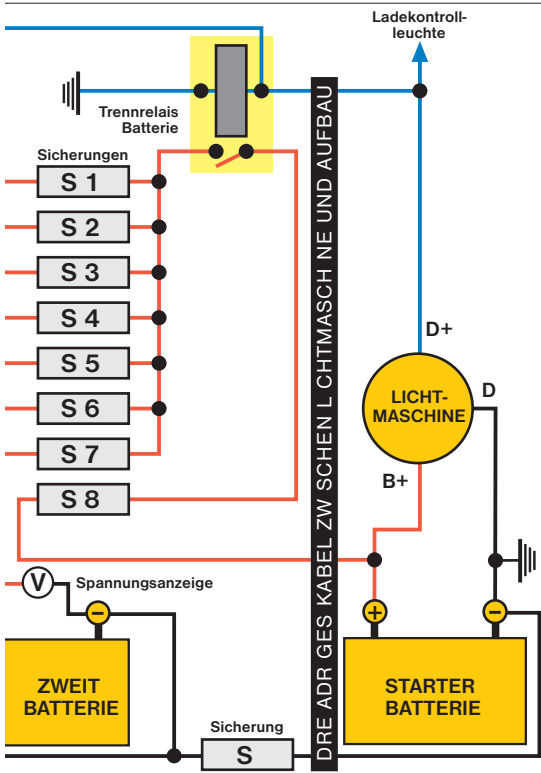 Ladekontroll-
leuchte
Trennrelais
Batterie
Sicherungen
S 1
S 2
S 3
S 4
S 5
S 6
S 7
S 8
DRE ADR GES KABEL ZW SCHEN L CHTMASCH NE UND AUFBAU
D+
LICHT-
MASCHINE
D
B+
V
Spannungsanzeige
−
+
−
ZWEIT
BATTERIE
STARTER
BATTERIE
Sicherung
S